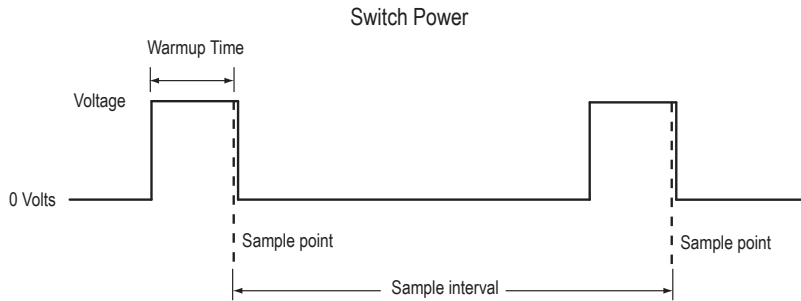 Switch Power
Warmup Time
Voltage
0 Volts
Sample point
Sample point
Sample interval